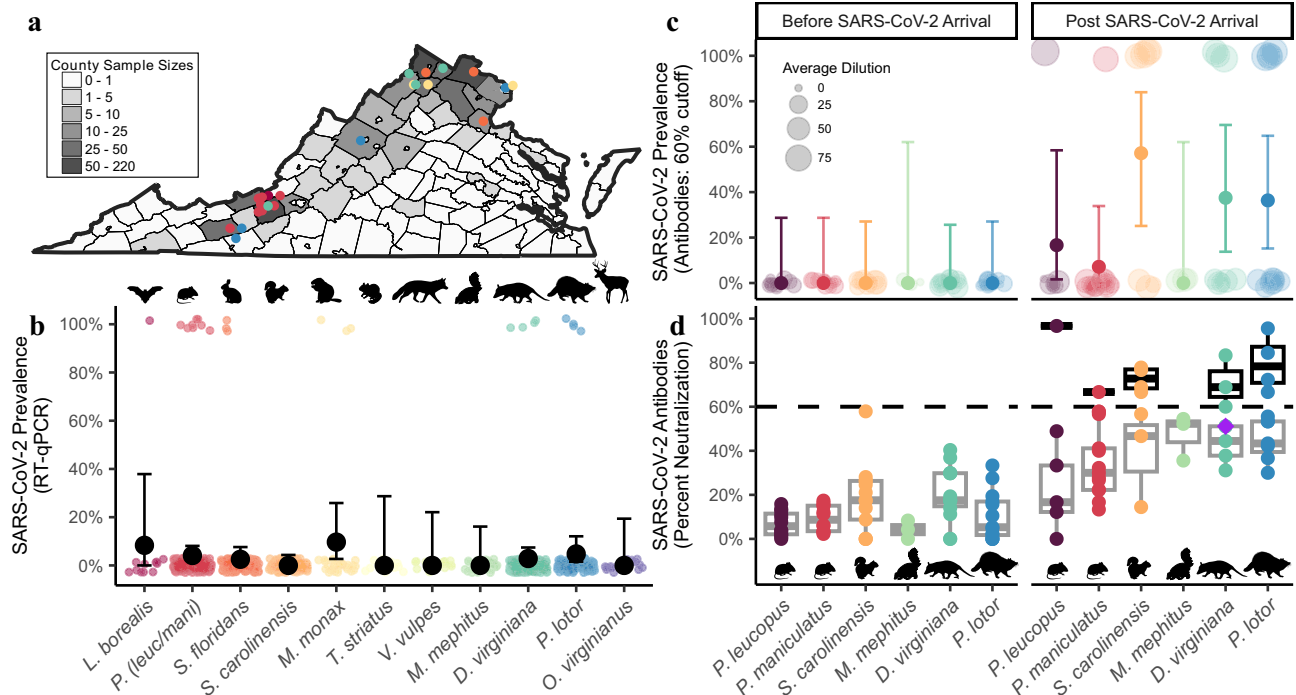 a
County Sample Sizes
0 - 1
1 - 5
5 - 10
10 - 25
25 - 50
50 - 220
b
SARS-CoV-2 Prevalence
(RT-qPCR)
100%
80%
60%
40%
20%
0%
L. borealis
P. (leuc/mani)
S. floridans
S. carolinensis
M. monax
T. striatus
V. vulpes
M. mephitus
D. virginiana
P. lotor
O. virginianus
c
Before SARS-CoV-2 Arrival
Post SARS-CoV-2 Arrival
SARS-CoV-2 Prevalence
(Antibodies: 60% cutoff)
100%
80%
60%
40%
20%
0%
Average Dilution
0
25
50
75
d
SARS-CoV-2 Antibodies
(Percent Neutralization)
100%
80%
60%
40%
20%
0%
P. leucopus
P. maniculatus
S. carolinensis
M. mephitus
D. virginiana
P. lotor
P. leucopus
P. maniculatus
S. carolinensis
M. mephitus
D. virginiana
P. lotor